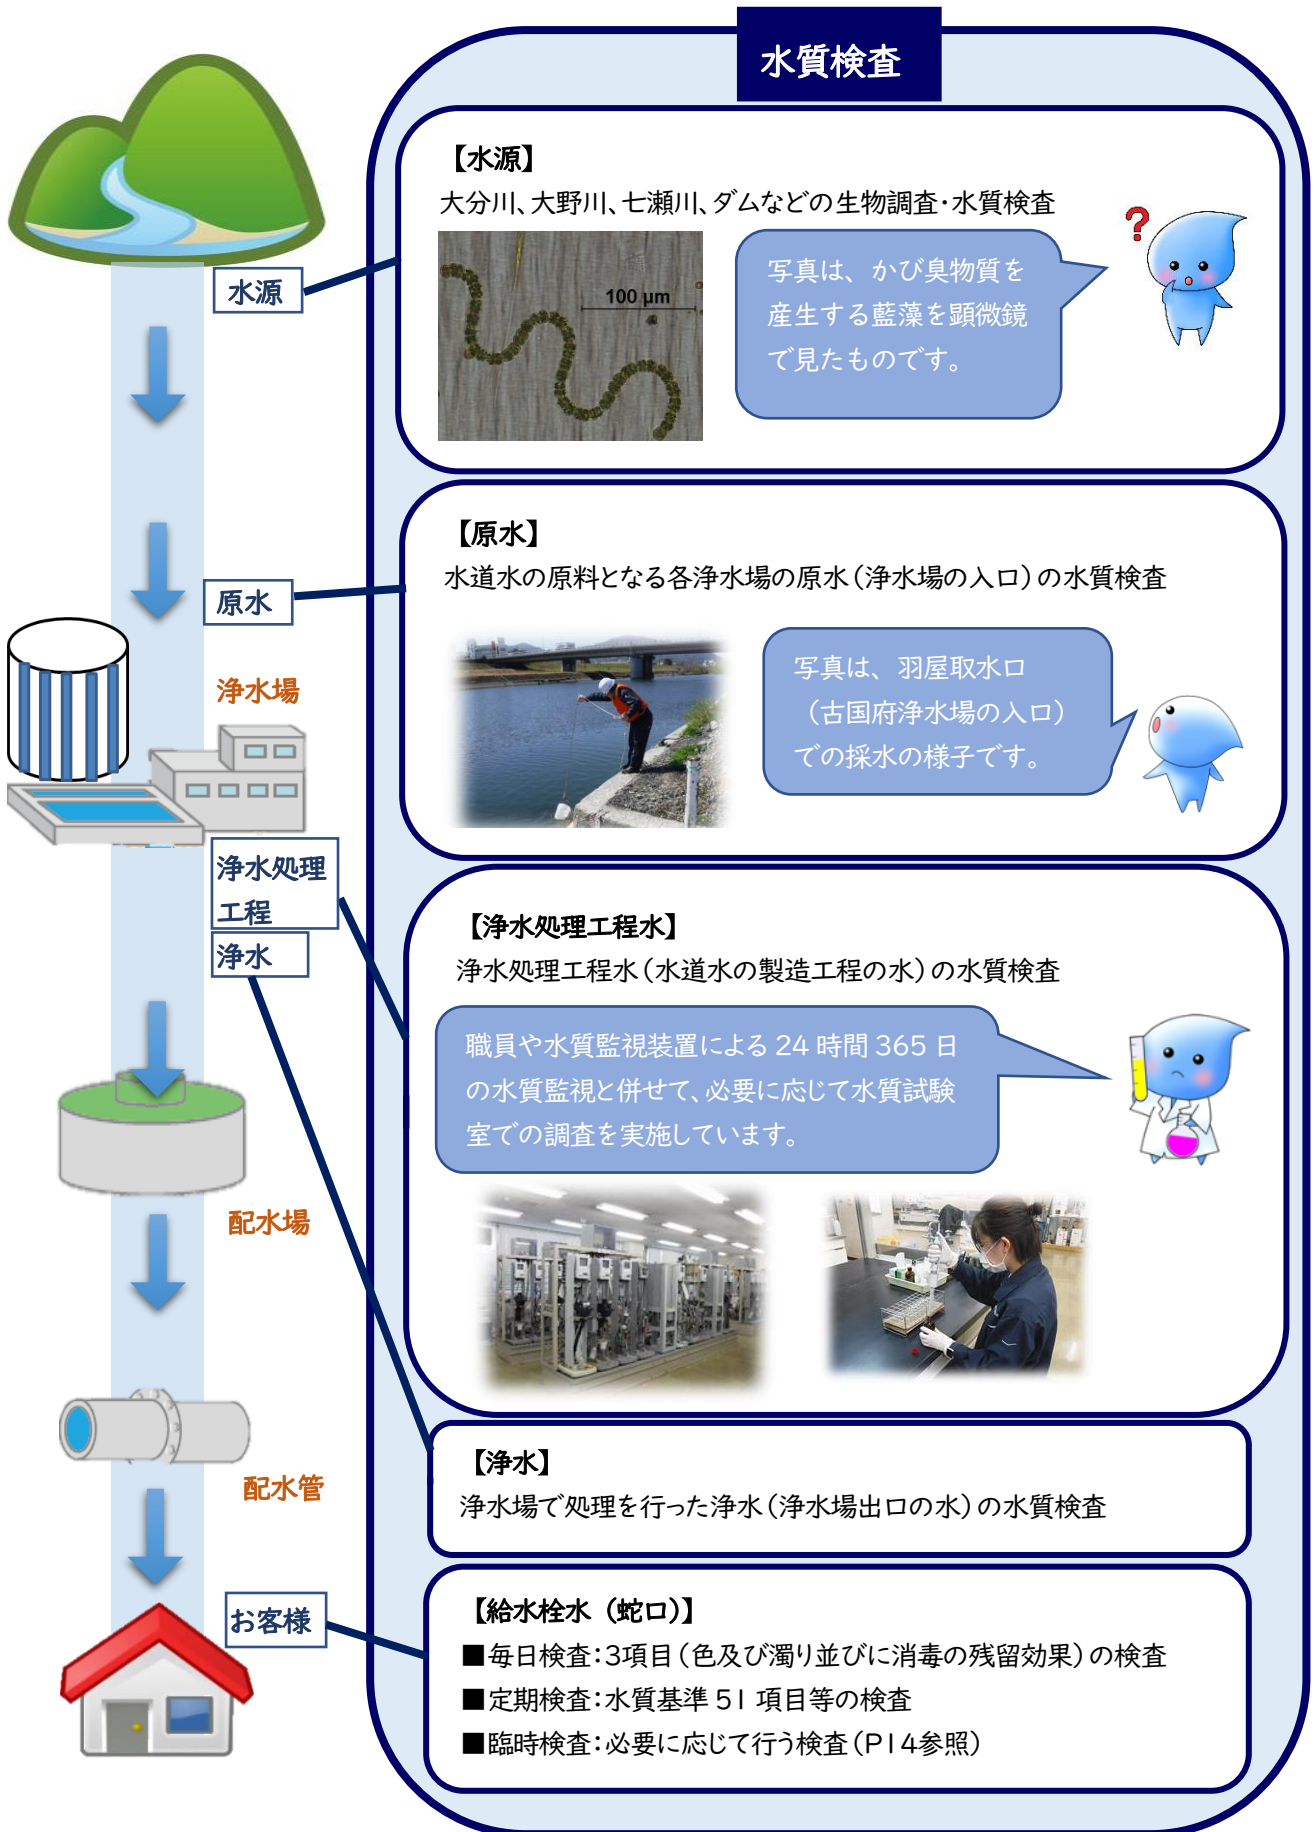 水質検査
【水源】
大分川、大野川、七瀬川、ダムなどの生物調査・水質検査
100 µm
写真は、かび臭物質を
産生する藍藻を顕微鏡
で見たものです。
?
水源
【原水】
水道水の原料となる各浄水場の原水(浄水場の入口)の水質検査
原水
写真は、羽屋取水口
(古国府浄水場の入口)
での採水の様子です。
浄水場
浄水処理
工程
浄水
【浄水処理工程水】
浄水処理工程水(水道水の製造工程の水)の水質検査
職員や水質監視装置による 24 時間 365 日
の水質監視と併せて、必要に応じて水質試験
室での調査を実施しています。
配水場
【浄水】
浄水場で処理を行った浄水(浄水場出口の水)の水質検査
配水管
お客様
【給水栓水(蛇口)】
■毎日検査:3項目(色及び濁り並びに消毒の残留効果)の検査
■定期検査:水質基準 51 項目等の検査
■臨時検査:必要に応じて行う検査(P14参照)